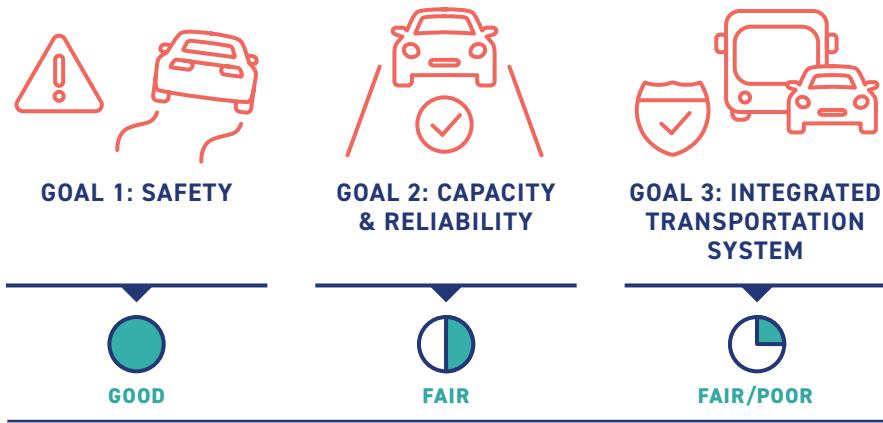 GOAL 1: SAFETY
GOAL 2: CAPACITY
& RELIABILITY
GOAL 3: INTEGRATED
TRANSPORTATION
SYSTEM
GOOD
FAIR
FAIR/POOR